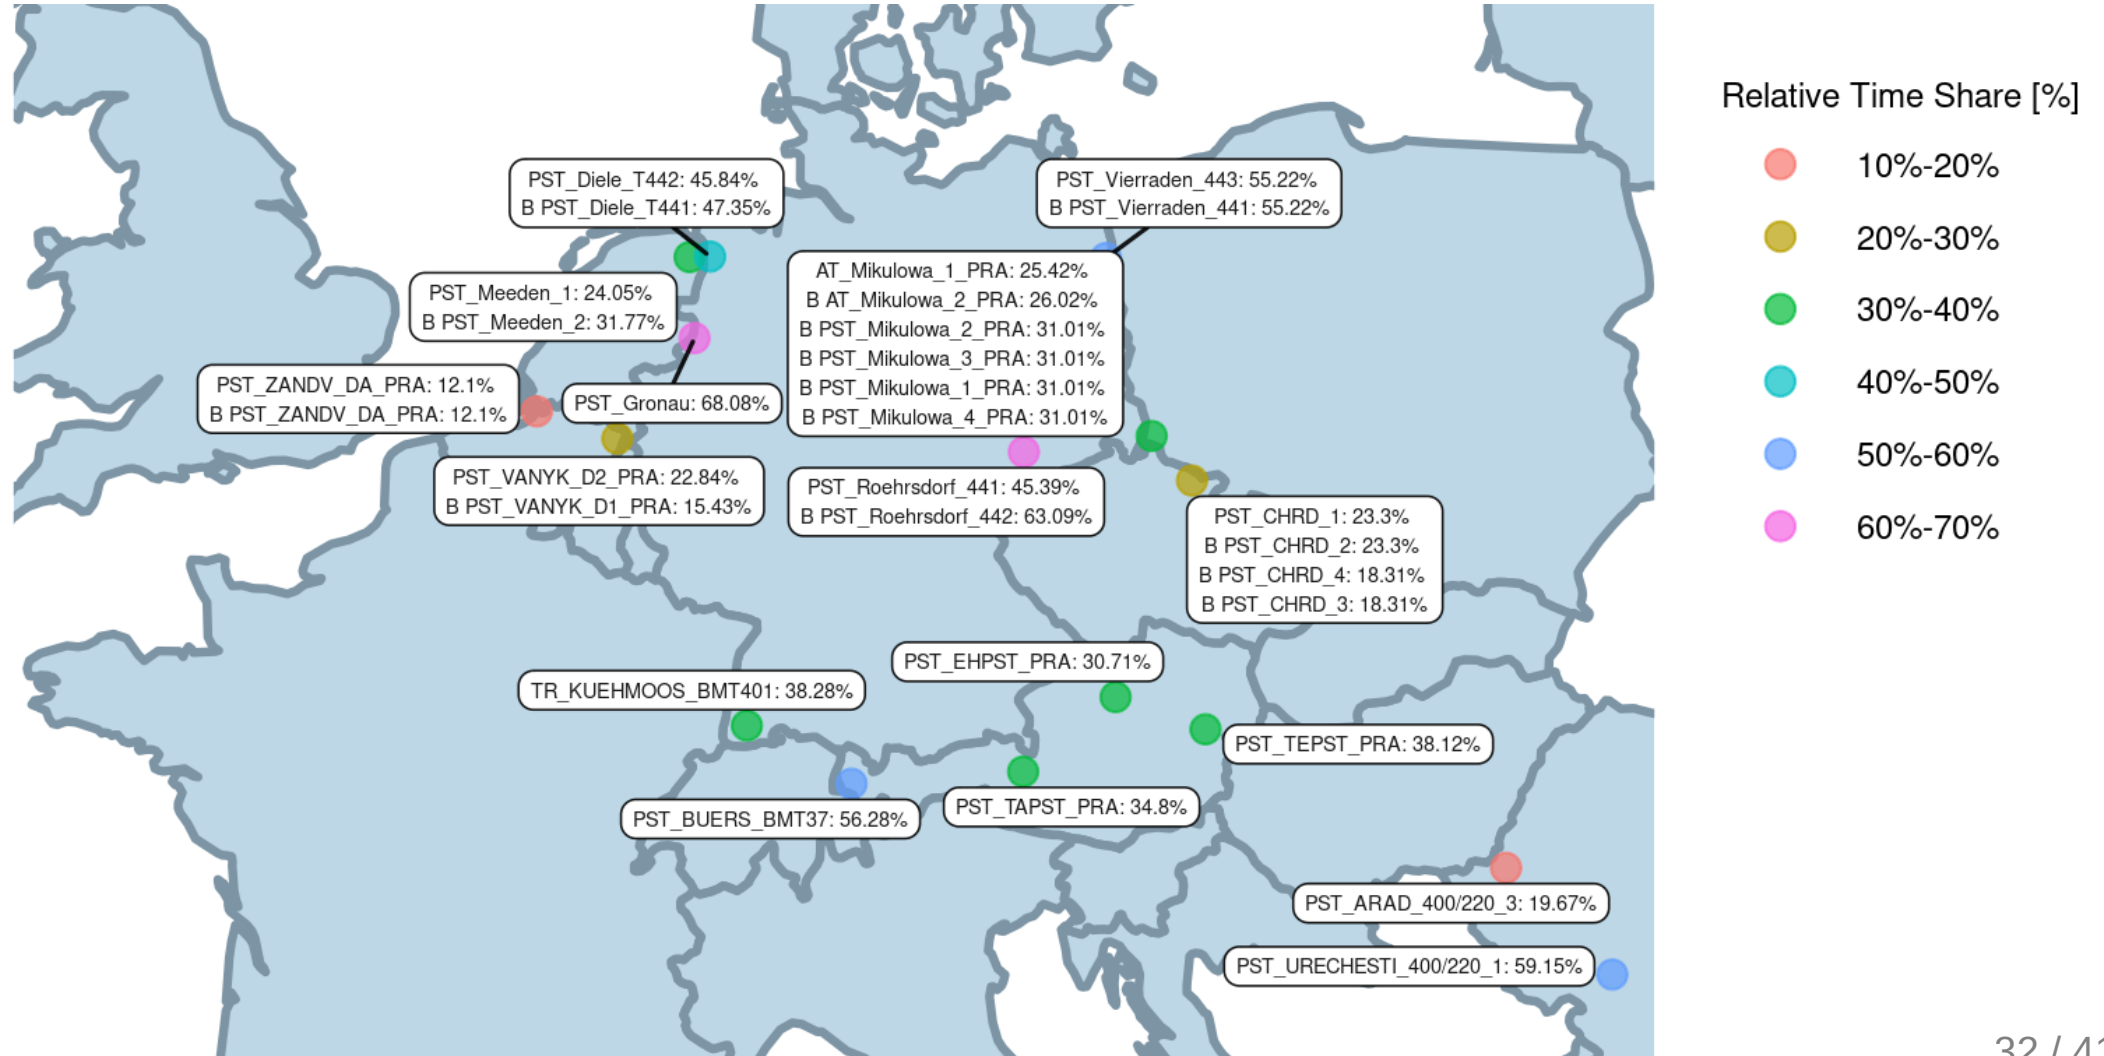 Relative Time Share [%]
10%-20%
20%-30%
30%-40%
40%-50%
50%-60%
60%-70%
PST_Diele_T442: 45.84%
B PST_Diele_T441: 47.35%
PST_Vierraden_443: 55.22%
B PST_Vierraden_441: 55.22%
PST_Meeden_1: 24.05%
B PST_Meeden_2: 31.77%
AT_Mikulowa_1_PRA: 25.42%
B AT_Mikulowa_2_PRA: 26.02%
B PST_Mikulowa_2_PRA: 31.01%
B PST_Mikulowa_3_PRA: 31.01%
B PST_Mikulowa_1_PRA: 31.01%
B PST_Mikulowa_4_PRA: 31.01%
PST_ZANDV_DA_PRA: 12.1%
B PST_ZANDV_DA_PRA: 12.1%
PST_Gronau: 68.08%
PST_VANYK_D2_PRA: 22.84%
B PST_VANYK_D1_PRA: 15.43%
PST_Roehrsdorf_441: 45.39%
B PST_Roehrsdorf_442: 63.09%
PST_CHRD_1: 23.3%
B PST_CHRD_2: 23.3%
B PST_CHRD_4: 18.31%
B PST_CHRD_3: 18.31%
PST_EHPST_PRA: 30.71%
TR_KUEHMOOS_BMT401: 38.28%
PST_TEPST_PRA: 38.12%
PST_TAPST_PRA: 34.8%
PST_BUERS_BMT37: 56.28%
PST_ARAD_400/220_3: 19.67%
PST_URECHESTI_400/220_1: 59.15%
32 /